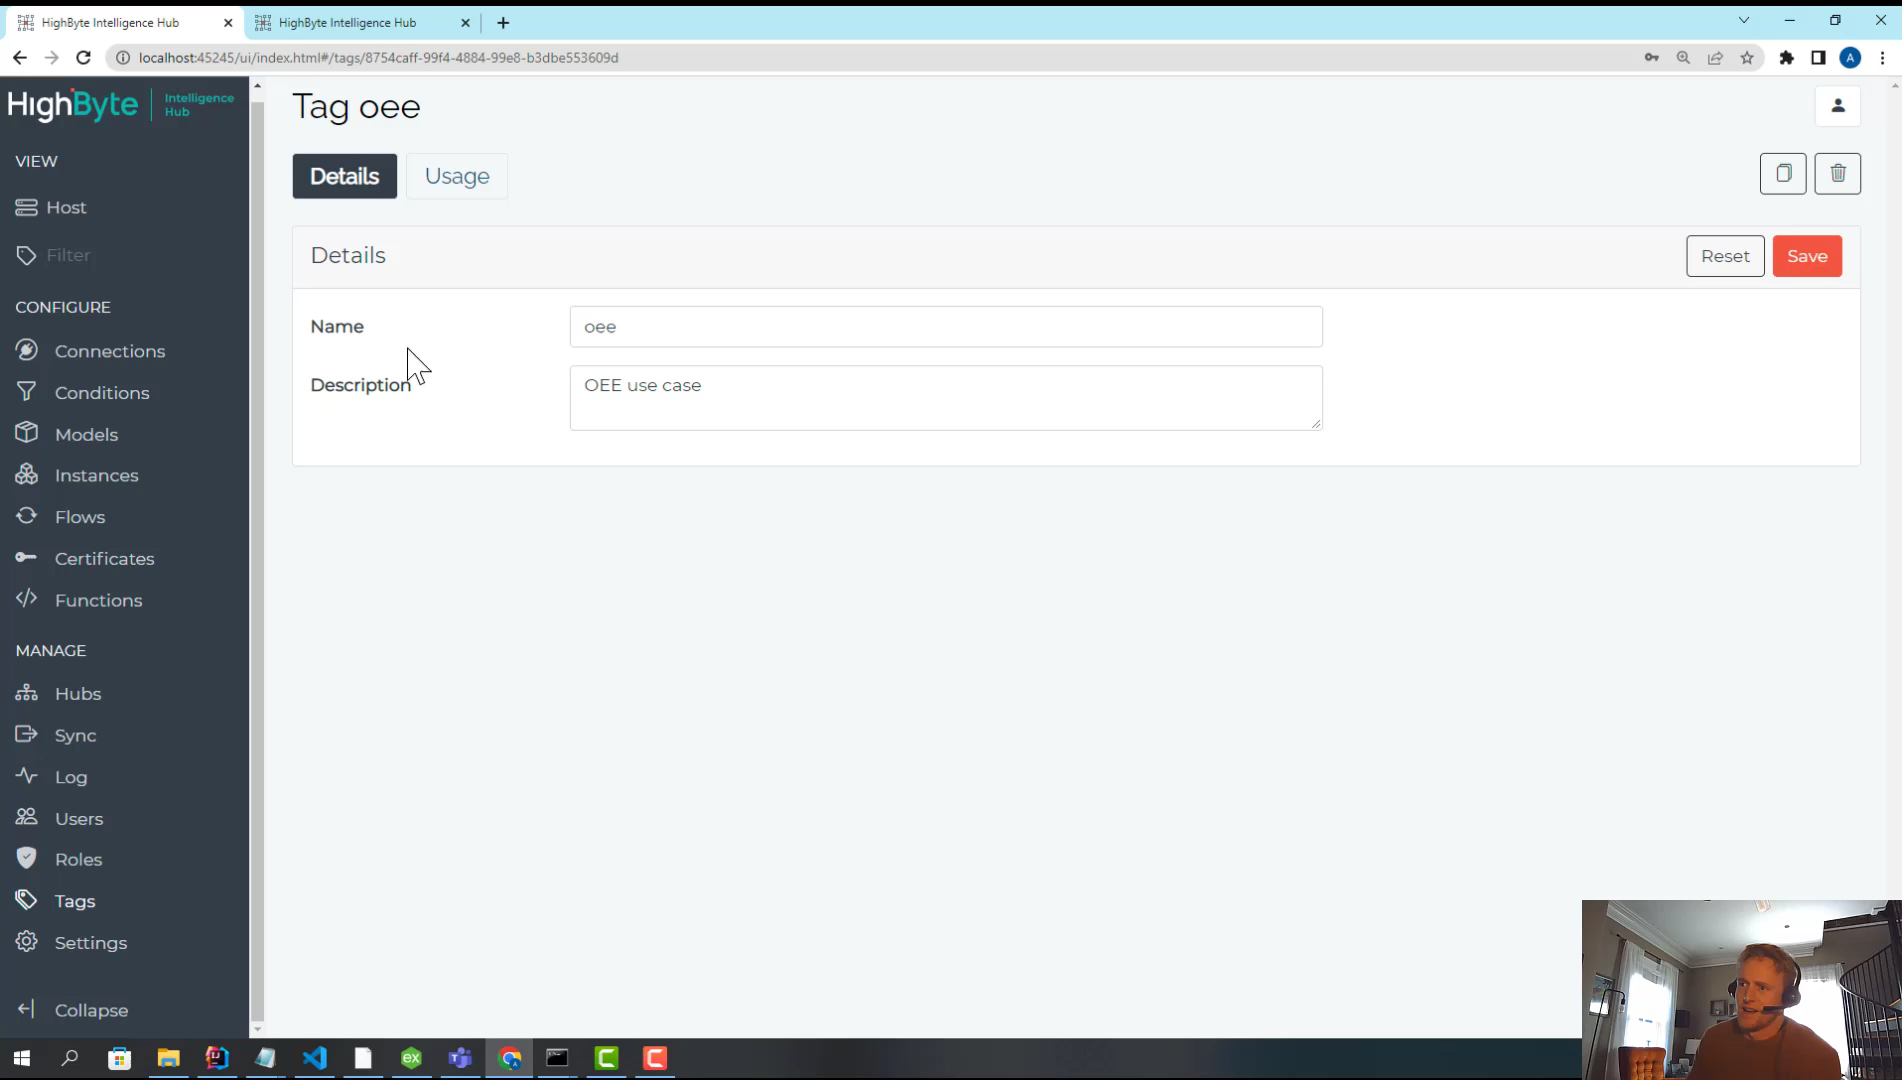 HighByte Intelligence Hub
HighByte Intelligence Hub
localhost:45245/ui/index.html#/tags/8754caff-99f4-4884-99e8-b3dbe553609d
A
HighByte
Intelligence
Hub
VIEW
Host
Filter
CONFIGURE
Connections
Conditions
Models
Instances
Flows
Certificates
Functions
MANAGE
Hubs
Sync
Log
Users
Roles
Tags
Settings
Collapse
Tag oee
Details
Usage
Details
Reset
Save
Name
oee
Description
OEE use case
ex